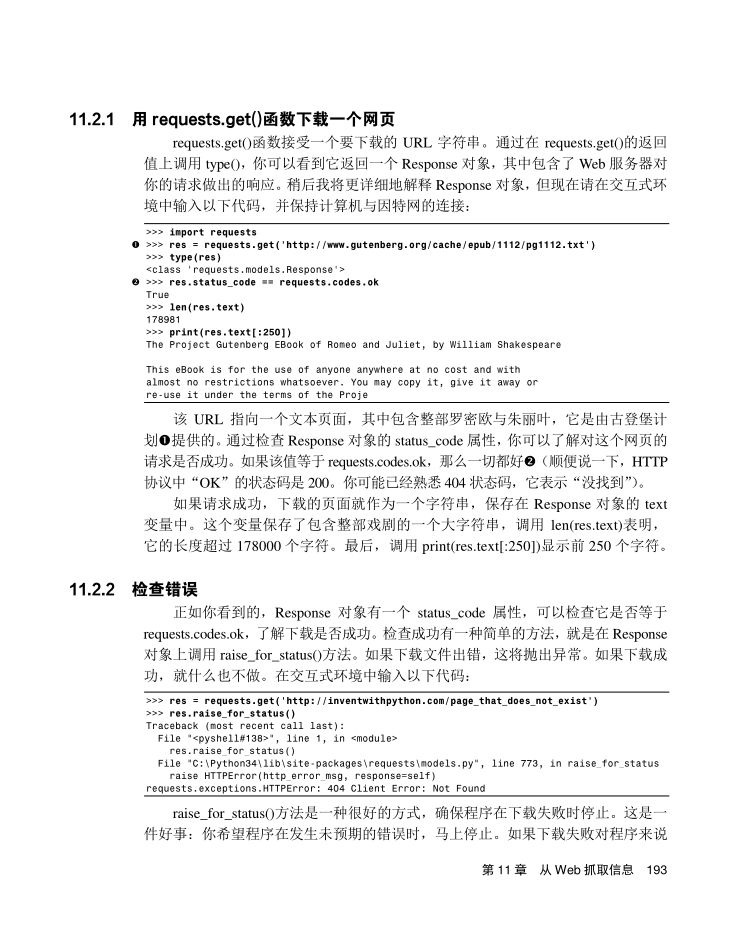 11.2.1 用 requests.get()函数下载一个网页
requests.get()函数接受一个要下载的 URL 字符串。通过在 requests.get()的返回
值上调用 type()，你可以看到它返回一个 Response 对象，其中包含了 Web 服务器对
你的请求做出的响应。稍后我将更详细地解释 Response 对象，但现在请在交互式环
境中输入以下代码，并保持计算机与因特网的连接：
>>> import requests
❶ >>> res = requests.get('http://www.gutenberg.org/cache/epub/1112/pg1112.txt')
>>> type(res)
<class 'requests.models.Response'>
❷ >>> res.status_code == requests.codes.ok
True
>>> len(res.text)
178981
>>> print(res.text[:250])
The Project Gutenberg EBook of Romeo and Juliet, by William Shakespeare
This eBook is for the use of anyone anywhere at no cost and with
almost no restrictions whatsoever. You may copy it, give it away or
re-use it under the terms of the Proje
该 URL 指向一个文本页面，其中包含整部罗密欧与朱丽叶，它是由古登堡计
划❶提供的。通过检查 Response 对象的 status_code 属性，你可以了解对这个网页的
请求是否成功。如果该值等于 requests.codes.ok，那么一切都好❷（顺便说一下，HTTP
协议中“OK”的状态码是 200。你可能已经熟悉 404 状态码，它表示“没找到”）。
如果请求成功，下载的页面就作为一个字符串，保存在 Response 对象的 text
变量中。这个变量保存了包含整部戏剧的一个大字符串，调用 len(res.text)表明，
它的长度超过 178000 个字符。最后，调用 print(res.text[:250])显示前 250 个字符。
11.2.2 检查错误
正如你看到的，Response 对象有一个 status_code 属性，可以检查它是否等于
requests.codes.ok，了解下载是否成功。检查成功有一种简单的方法，就是在 Response
对象上调用 raise_for_status()方法。如果下载文件出错，这将抛出异常。如果下载成
功，就什么也不做。在交互式环境中输入以下代码：
>>> res = requests.get('http://inventwithpython.com/page_that_does_not_exist')
>>> res.raise_for_status()
Traceback (most recent call last):
File "<pyshell#138>", line 1, in <module>
res.raise_for_status()
File "C:\Python34\lib\site-packages\requests\models.py", line 773, in raise_for_status
raise HTTPError(http_error_msg, response=self)
requests.exceptions.HTTPError: 404 Client Error: Not Found
raise_for_status()方法是一种很好的方式，确保程序在下载失败时停止。这是一
件好事：你希望程序在发生未预期的错误时，马上停止。如果下载失败对程序来说
第 11 章 从 Web 抓取信息 193